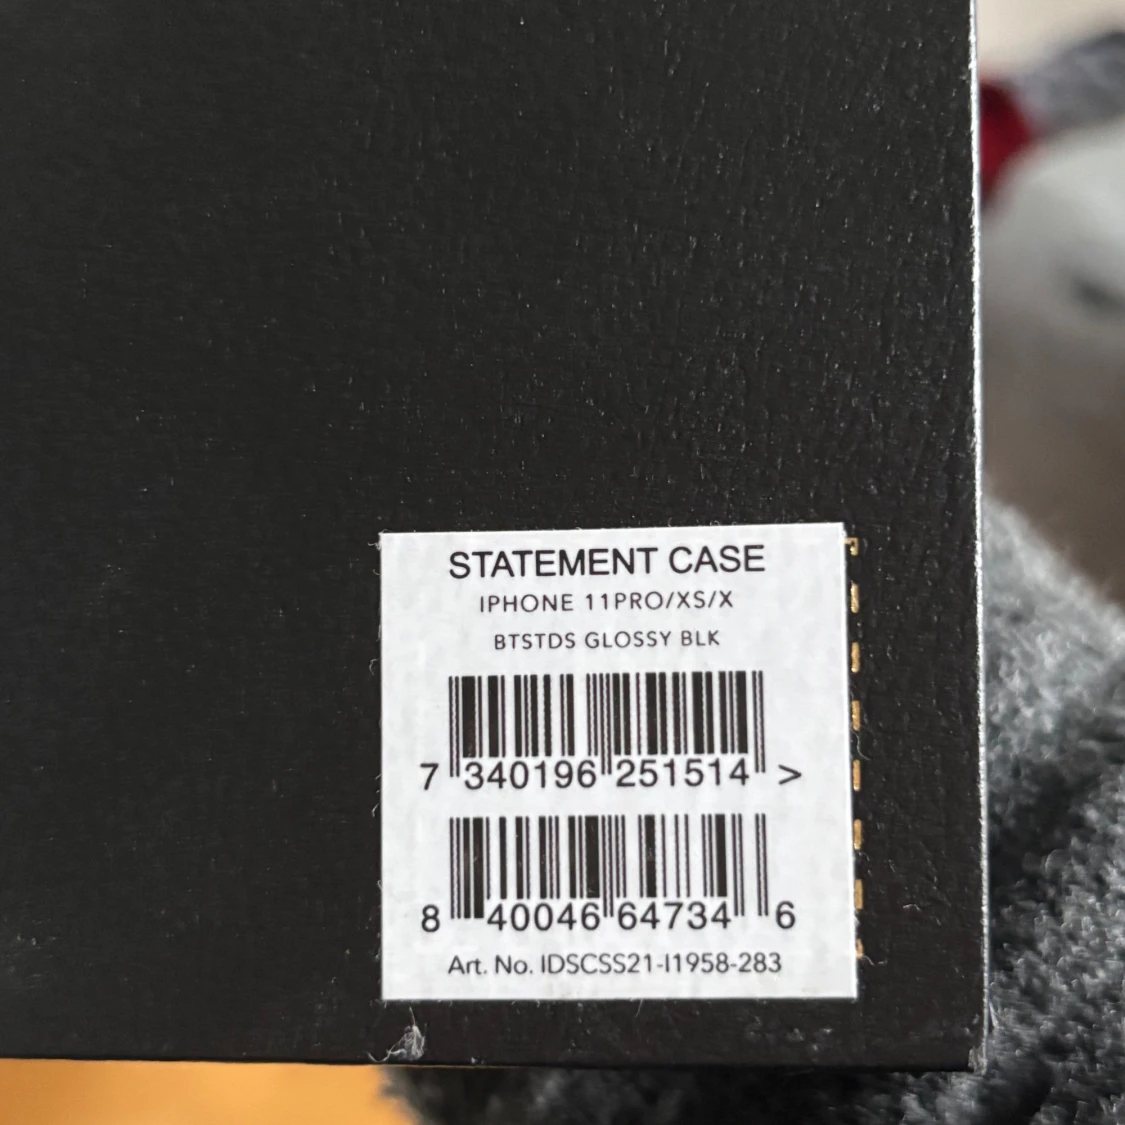 STATEMENT CASE
IPHONE 11PRO/XS/X
BTSTDS GLOSSY BLK
7 340196 251514 >
8 40046 64734 6
Art. No. IDSCSS21-I1958-283